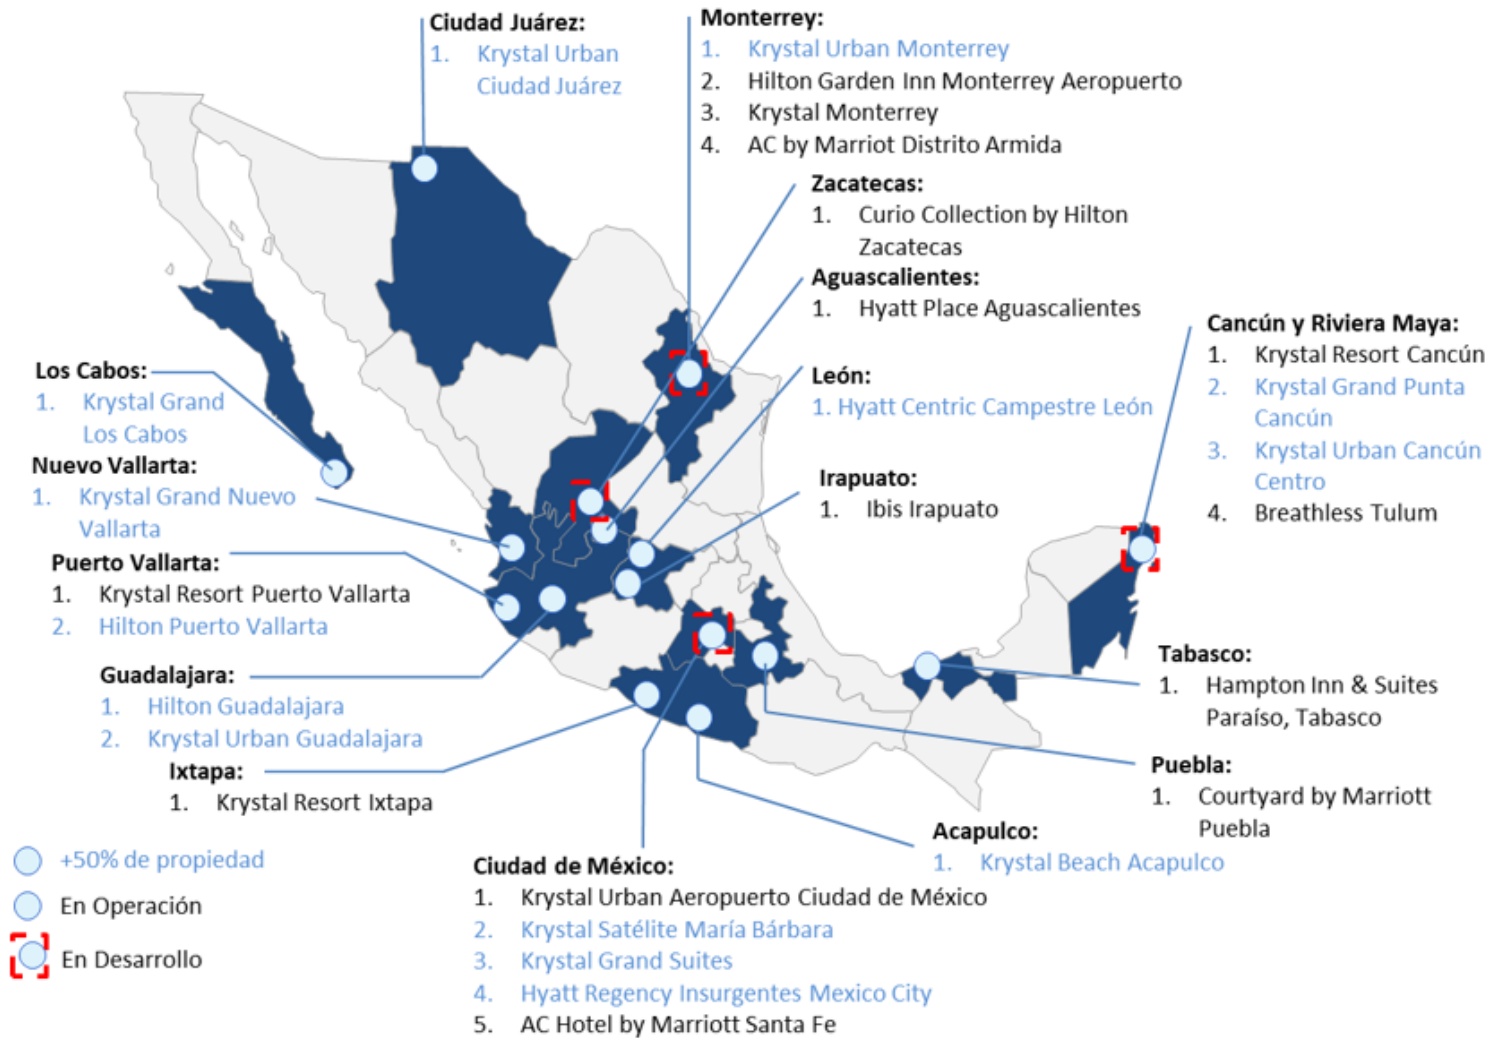 Ciudad Juárez:
1. Krystal Urban
Ciudad Juárez
Monterrey:
1. Krystal Urban Monterrey
2. Hilton Garden Inn Monterrey Aeropuerto
3. Krystal Monterrey
4. AC by Marriot Distrito Armida
Zacatecas:
1. Curio Collection by Hilton
Zacatecas
Aguascalientes:
1. Hyatt Place Aguascalientes
León:
1. Hyatt Centric Campestre León
Irapuato:
1. Ibis Irapuato
Cancún y Riviera Maya:
1. Krystal Resort Cancún
2. Krystal Grand Punta
Cancún
3. Krystal Urban Cancún
Centro
4. Breathless Tulum
Los Cabos:
1. Krystal Grand
Los Cabos
Nuevo Vallarta:
1. Krystal Grand Nuevo
Vallarta
Puerto Vallarta:
1. Krystal Resort Puerto Vallarta
2. Hilton Puerto Vallarta
Guadalajara:
1. Hilton Guadalajara
2. Krystal Urban Guadalajara
Ixtapa:
1. Krystal Resort Ixtapa
Tabasco:
1. Hampton Inn & Suites
Paraíso, Tabasco
Puebla:
1. Courtyard by Marriott
Puebla
Acapulco:
1. Krystal Beach Acapulco
Ciudad de México:
1. Krystal Urban Aeropuerto Ciudad de México
2. Krystal Satélite María Bárbara
3. Krystal Grand Suites
4. Hyatt Regency Insurgentes Mexico City
5. AC Hotel by Marriott Santa Fe
+50% de propiedad
En Operación
En Desarrollo